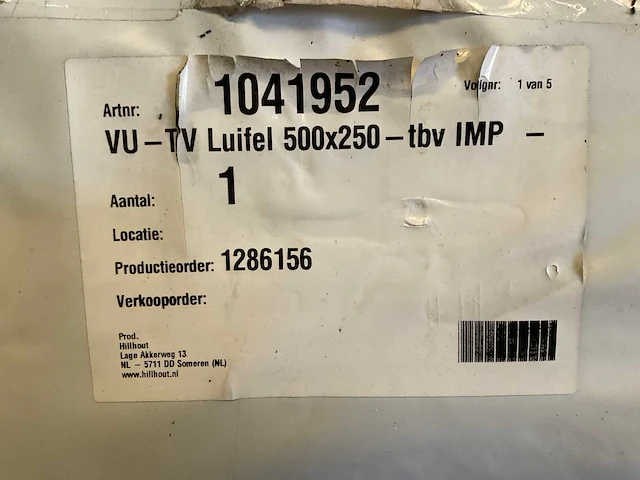 Artnr: 1041952 Volgnr: 1 van 5
VU-TV Luifel 500x250-tbv IMP -
Aantal: 1
Locatie:
Productieorder: 1286156
Verkooporder:
Prod.
Hillhout
Lage Akkerweg 13
NL - 5711 DD Someren (NL)
www.hillhout.nl